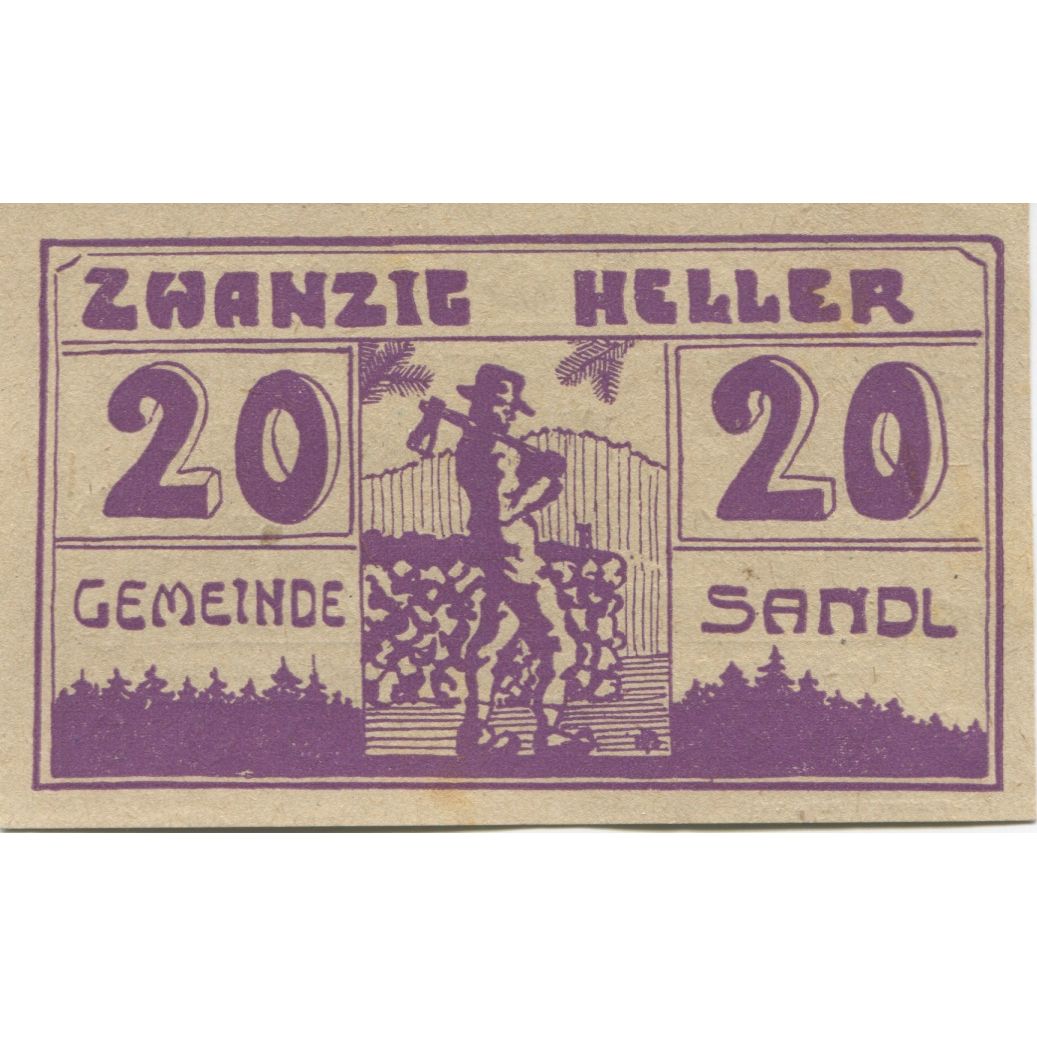 ZWANZIG HELLER
20 20
GEMEINDE SANDL